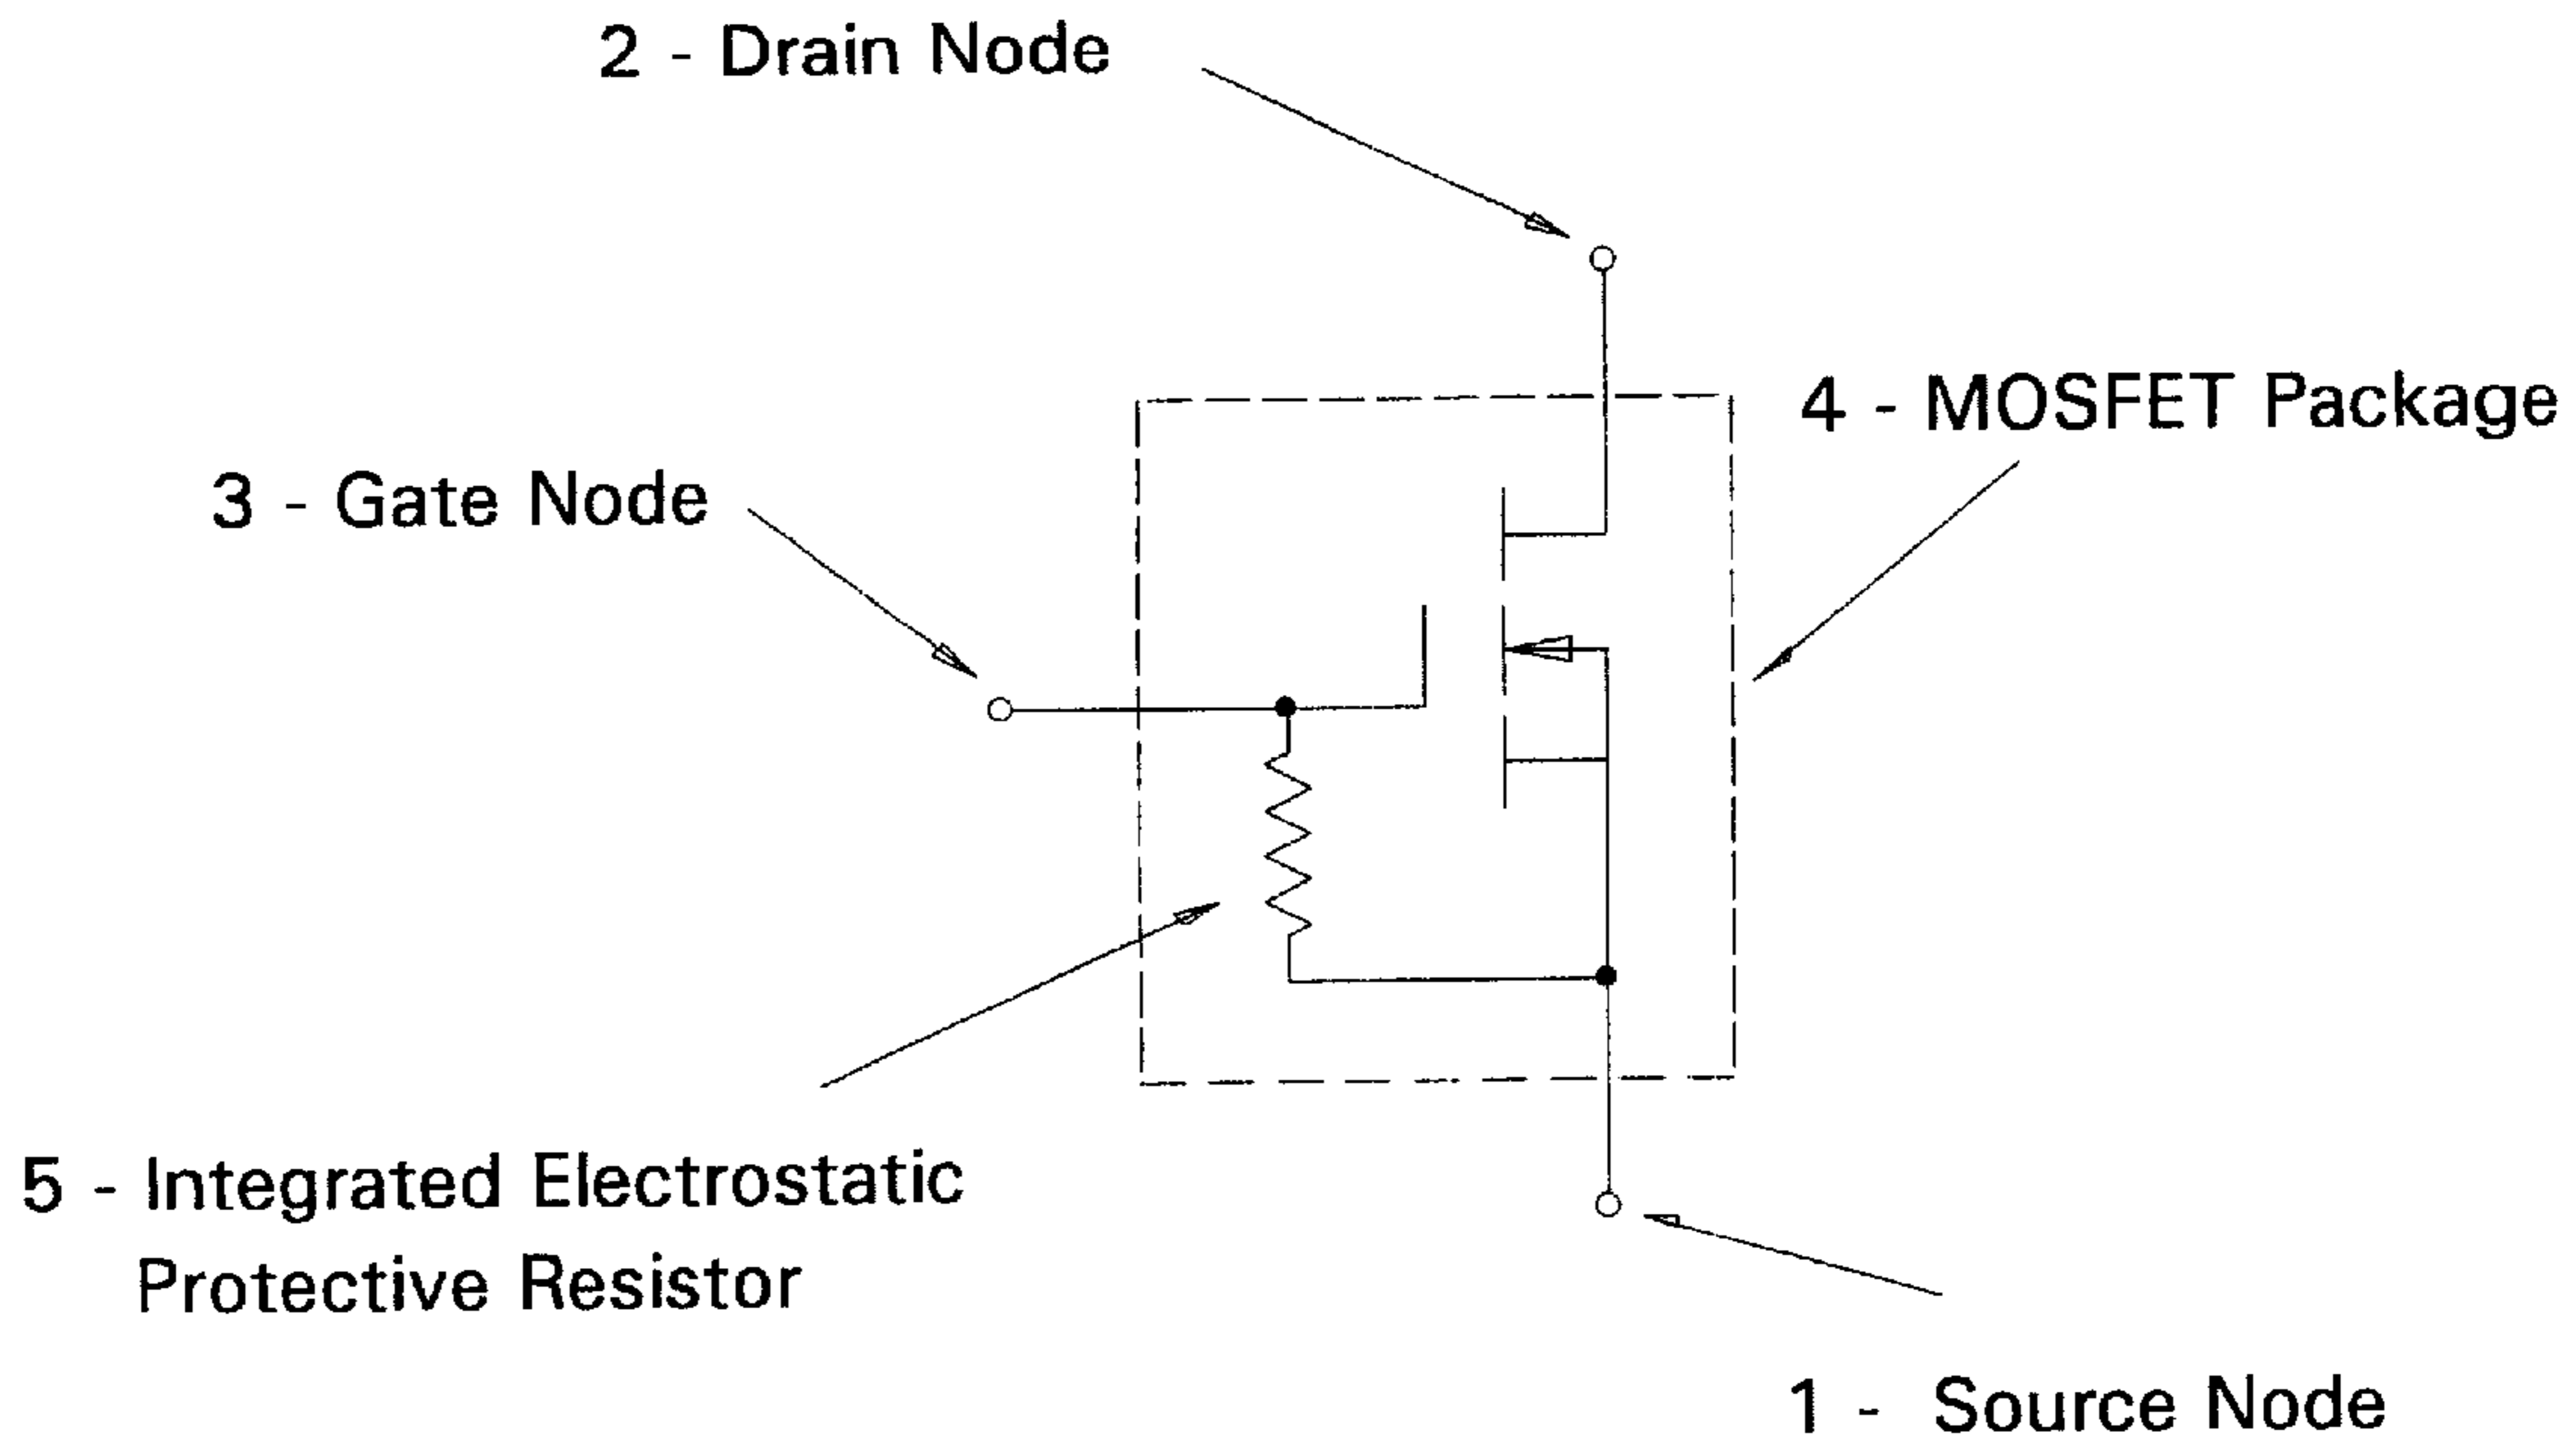 2 - Drain Node
4 - MOSFET Package
3 - Gate Node
5 - Integrated Electrostatic
Protective Resistor
1 - Source Node